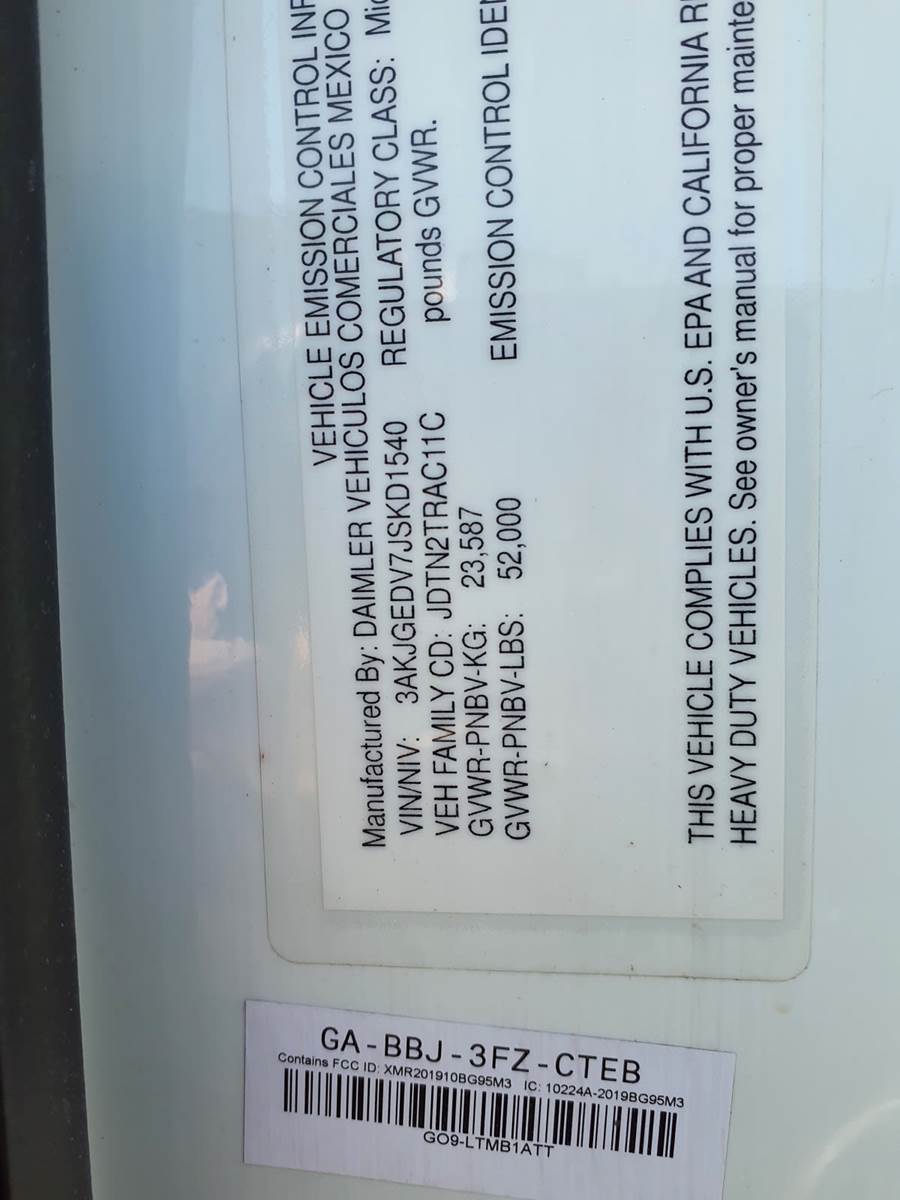 VEHICLE EMISSION CONTROL
Manufactured By: DAIMLER VEHICULOS COMERCIALES MEXICO
VIN/NIV: 3AKJGEDV7JSKD1540 REGULATORY CLASS:
VEH FAMILY CD: JDTN2TRAC11C pounds GVWR.
GVWR-PNBV-KG: 23,587
GVWR-PNBV-LBS: 52,000 EMISSION CONTROL
THIS VEHICLE COMPLIES WITH U.S. EPA AND CALIFORNIA
HEAVY DUTY VEHICLES. See owner's manual for proper
GA-BBJ-3FZ-CTEB
Contains FCC ID: XMR201910BG95M3 IC: 10224A-2019BG95M3
GO9-LTMB1ATT